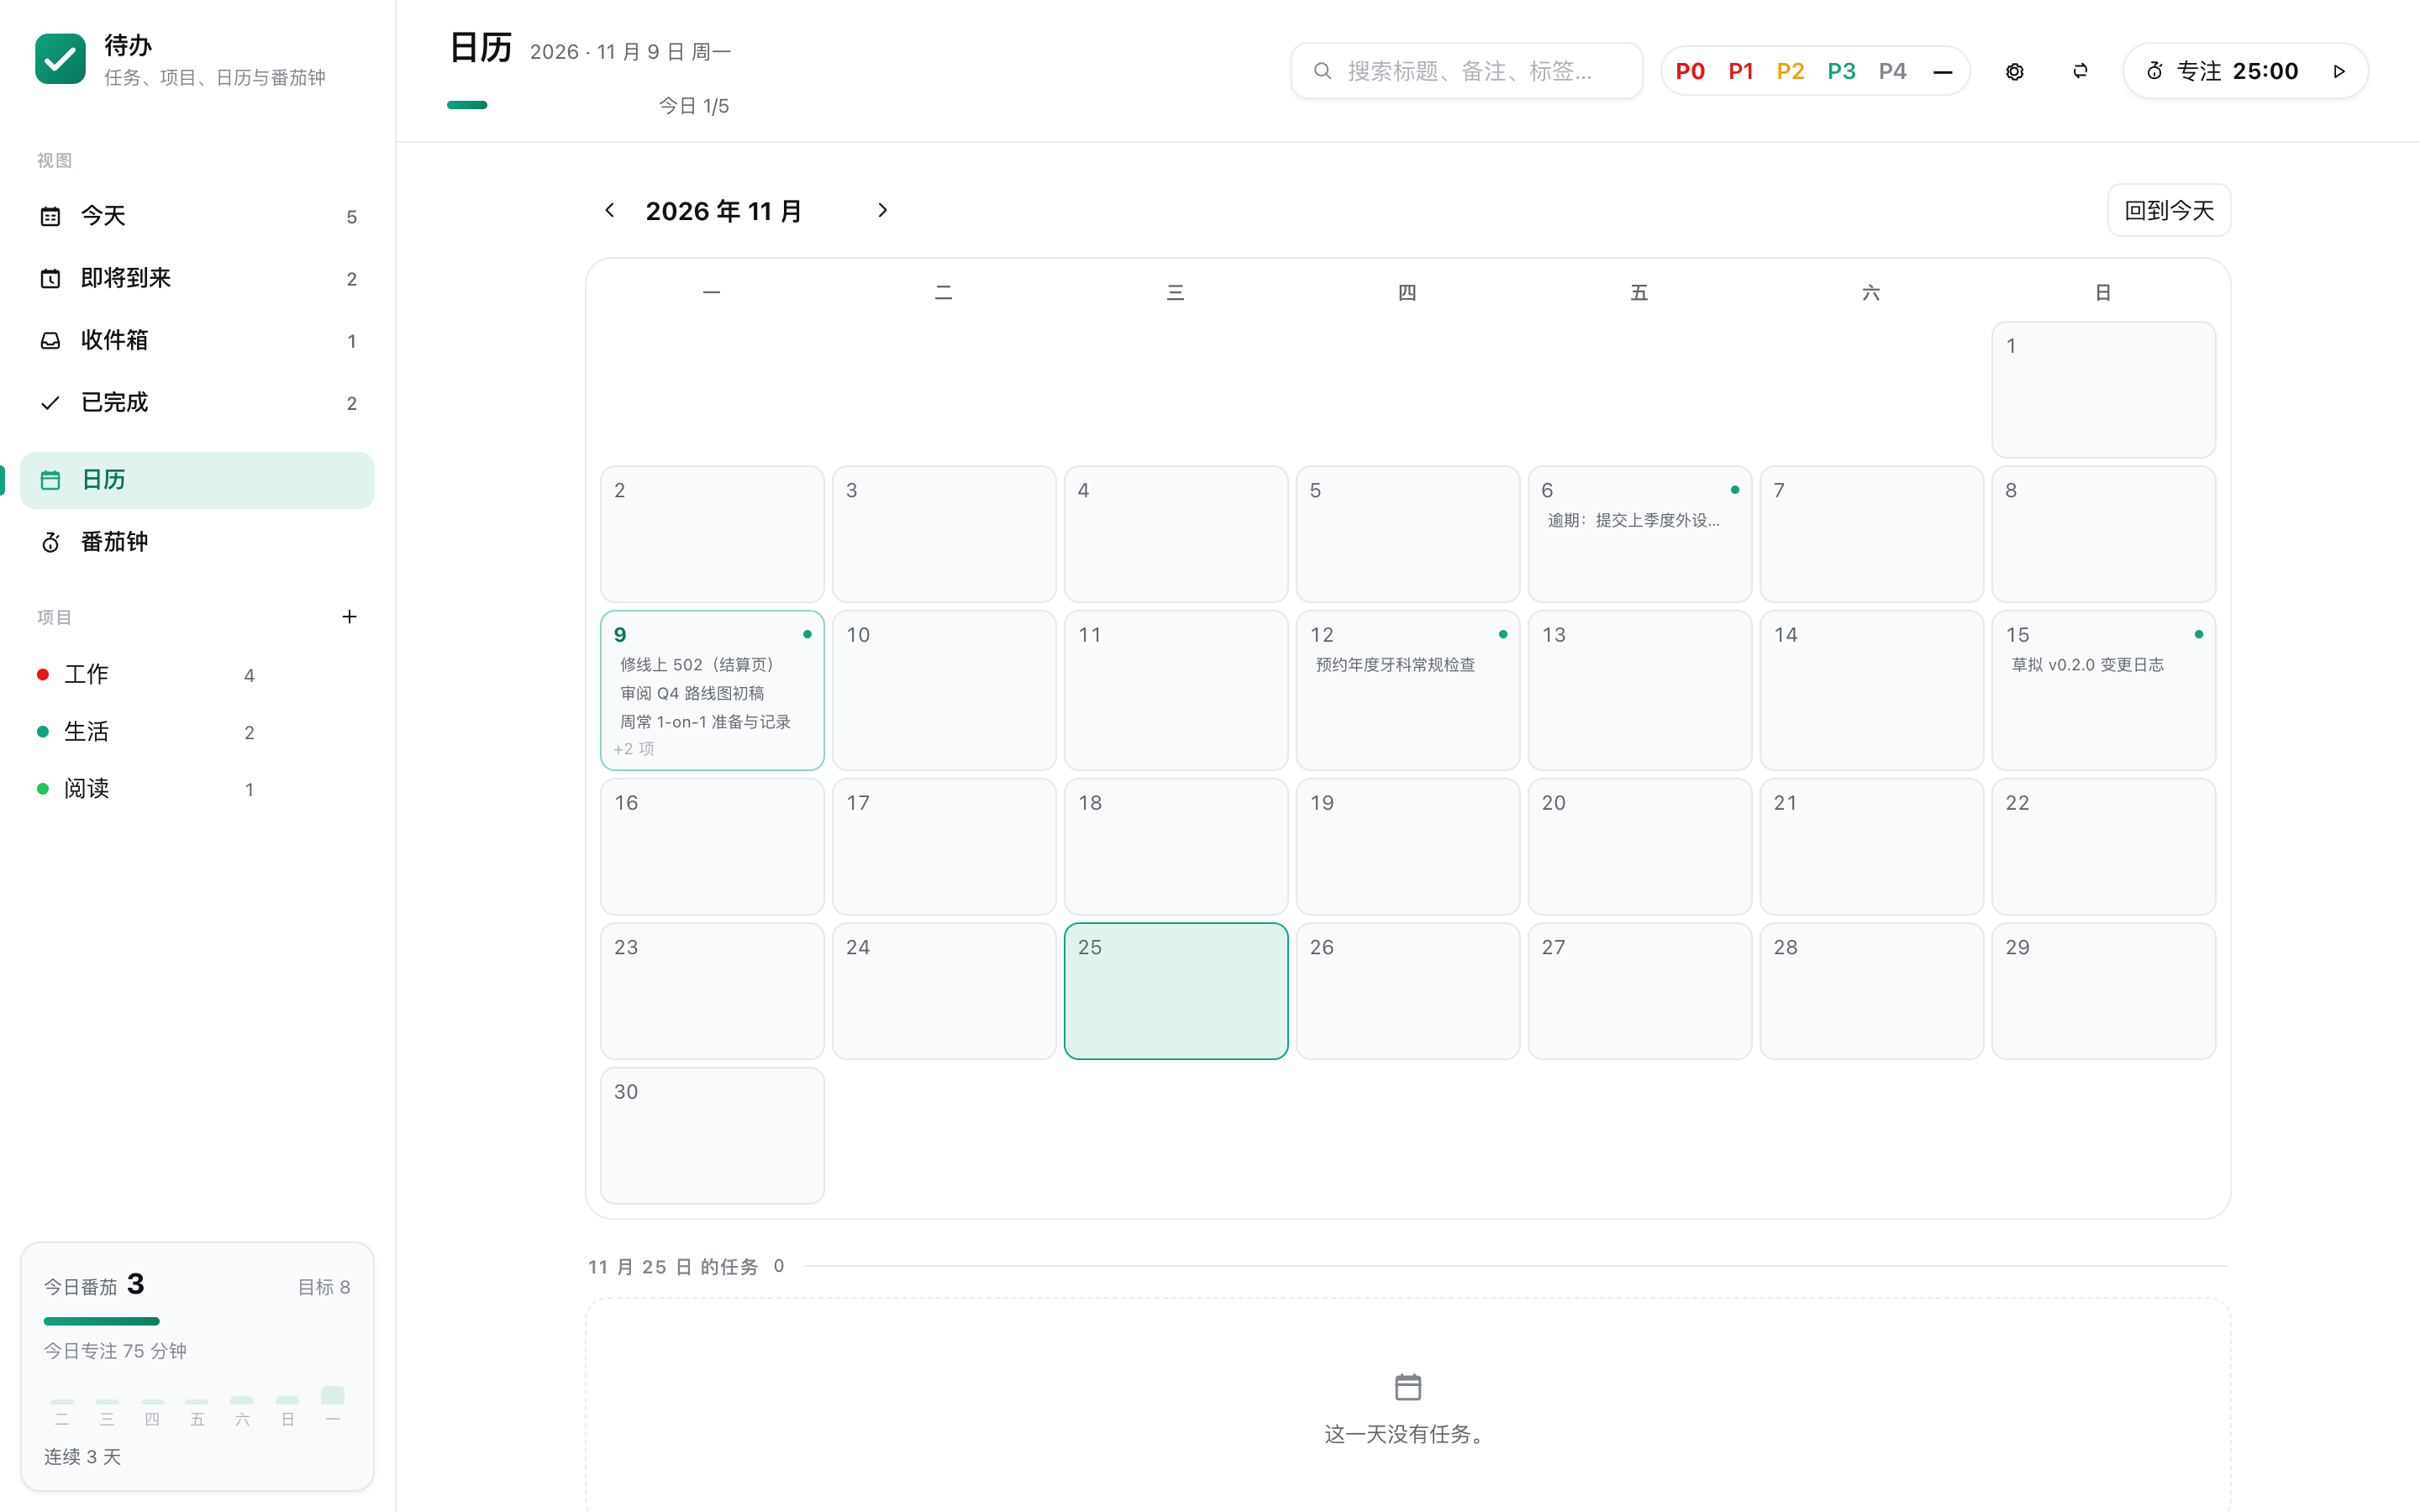 待办
任务、项目、日历与番茄钟
视图
今天 5
即将到来 2
收件箱 1
已完成 2
日历
番茄钟
项目
工作 4
生活 2
阅读 1
今日番茄 3 目标 8
今日专注 75 分钟
二 三 四 五 六 日 一
连续 3 天
日历 2026 · 11 月 9 日 周一
今日 1/5
搜索标题、备注、标签...
P0 P1 P2 P3 P4 —
专注 25:00
2026 年 11 月
回到今天
一 二 三 四 五 六 日
1
2 3 4 5 6 7 8
逾期：提交上季度外设...
9 10 11 12 13 14 15
修线上 502（结算页） 预约年度牙科常规检查 草拟 v0.2.0 变更日志
审阅 Q4 路线图初稿
周常 1-on-1 准备与记录
+2 项
16 17 18 19 20 21 22
23 24 25 26 27 28 29
30
11 月 25 日 的任务 0
这一天没有任务。